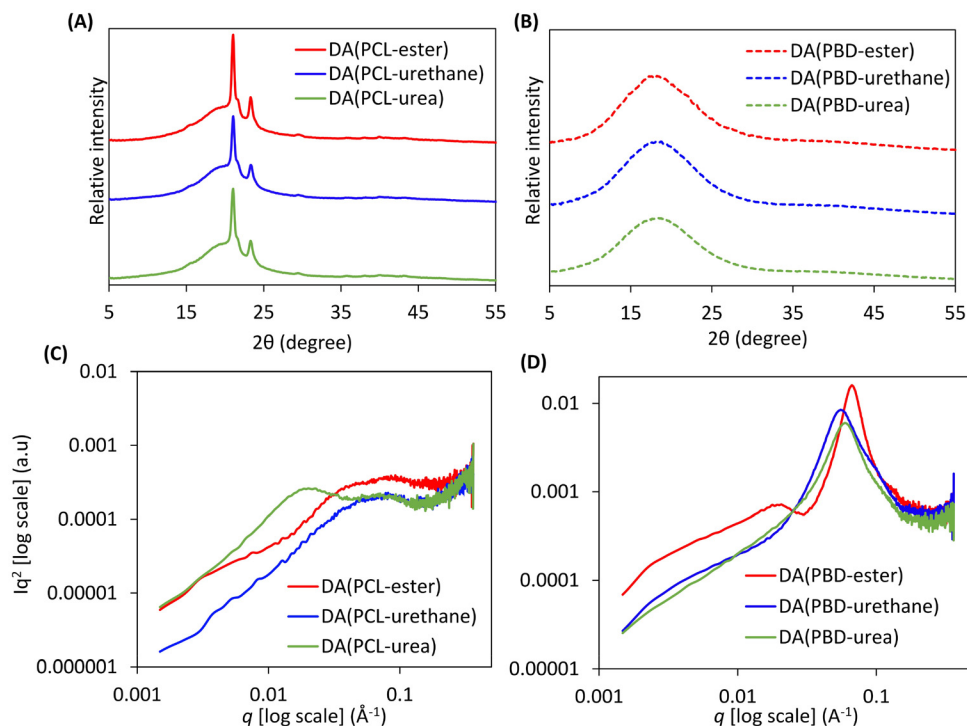 (A)
DA(PCL-ester)
DA(PCL-urethane)
DA(PCL-urea)
Relative intensity
5 15 25 35 45 55
2θ (degree)
(B)
DA(PBD-ester)
DA(PBD-urethane)
DA(PBD-urea)
Relative intensity
5 15 25 35 45 55
2θ (degree)
(C)
Iq² [log scale] (a.u)
0.01
0.001
0.0001
0.00001
0.000001
DA(PCL-ester)
DA(PCL-urethane)
DA(PCL-urea)
0.001 0.01 0.1
q [log scale] (Å⁻¹)
(D)
0.01
0.001
0.0001
0.00001
DA(PBD-ester)
DA(PBD-urethane)
DA(PBD-urea)
0.001 0.01 0.1
q [log scale] (A⁻¹)